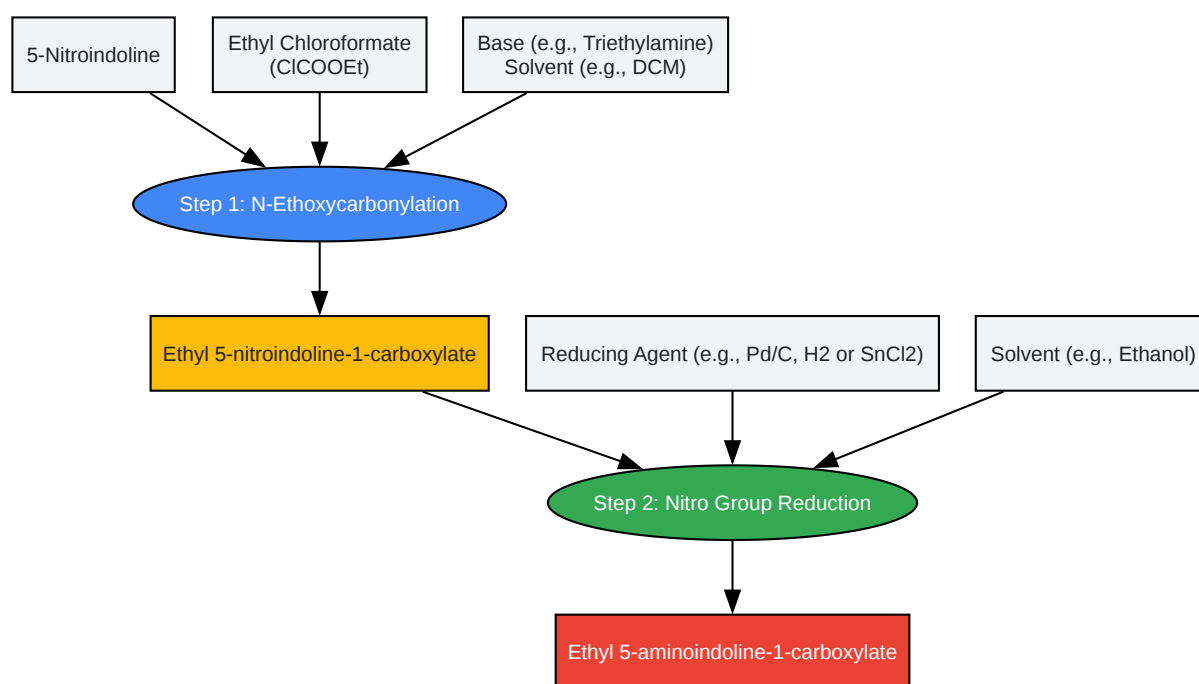 5-Nitroindoline
Ethyl Chloroformate
(ClCOOEt)
Base (e.g., Triethylamine)
Solvent (e.g., DCM)
Step 1: N-Ethoxycarbonylation
Ethyl 5-nitroindoline-1-carboxylate
Reducing Agent (e.g., Pd/C, H2 or SnCl2)
Solvent (e.g., Ethanol)
Step 2: Nitro Group Reduction
Ethyl 5-aminoindoline-1-carboxylate